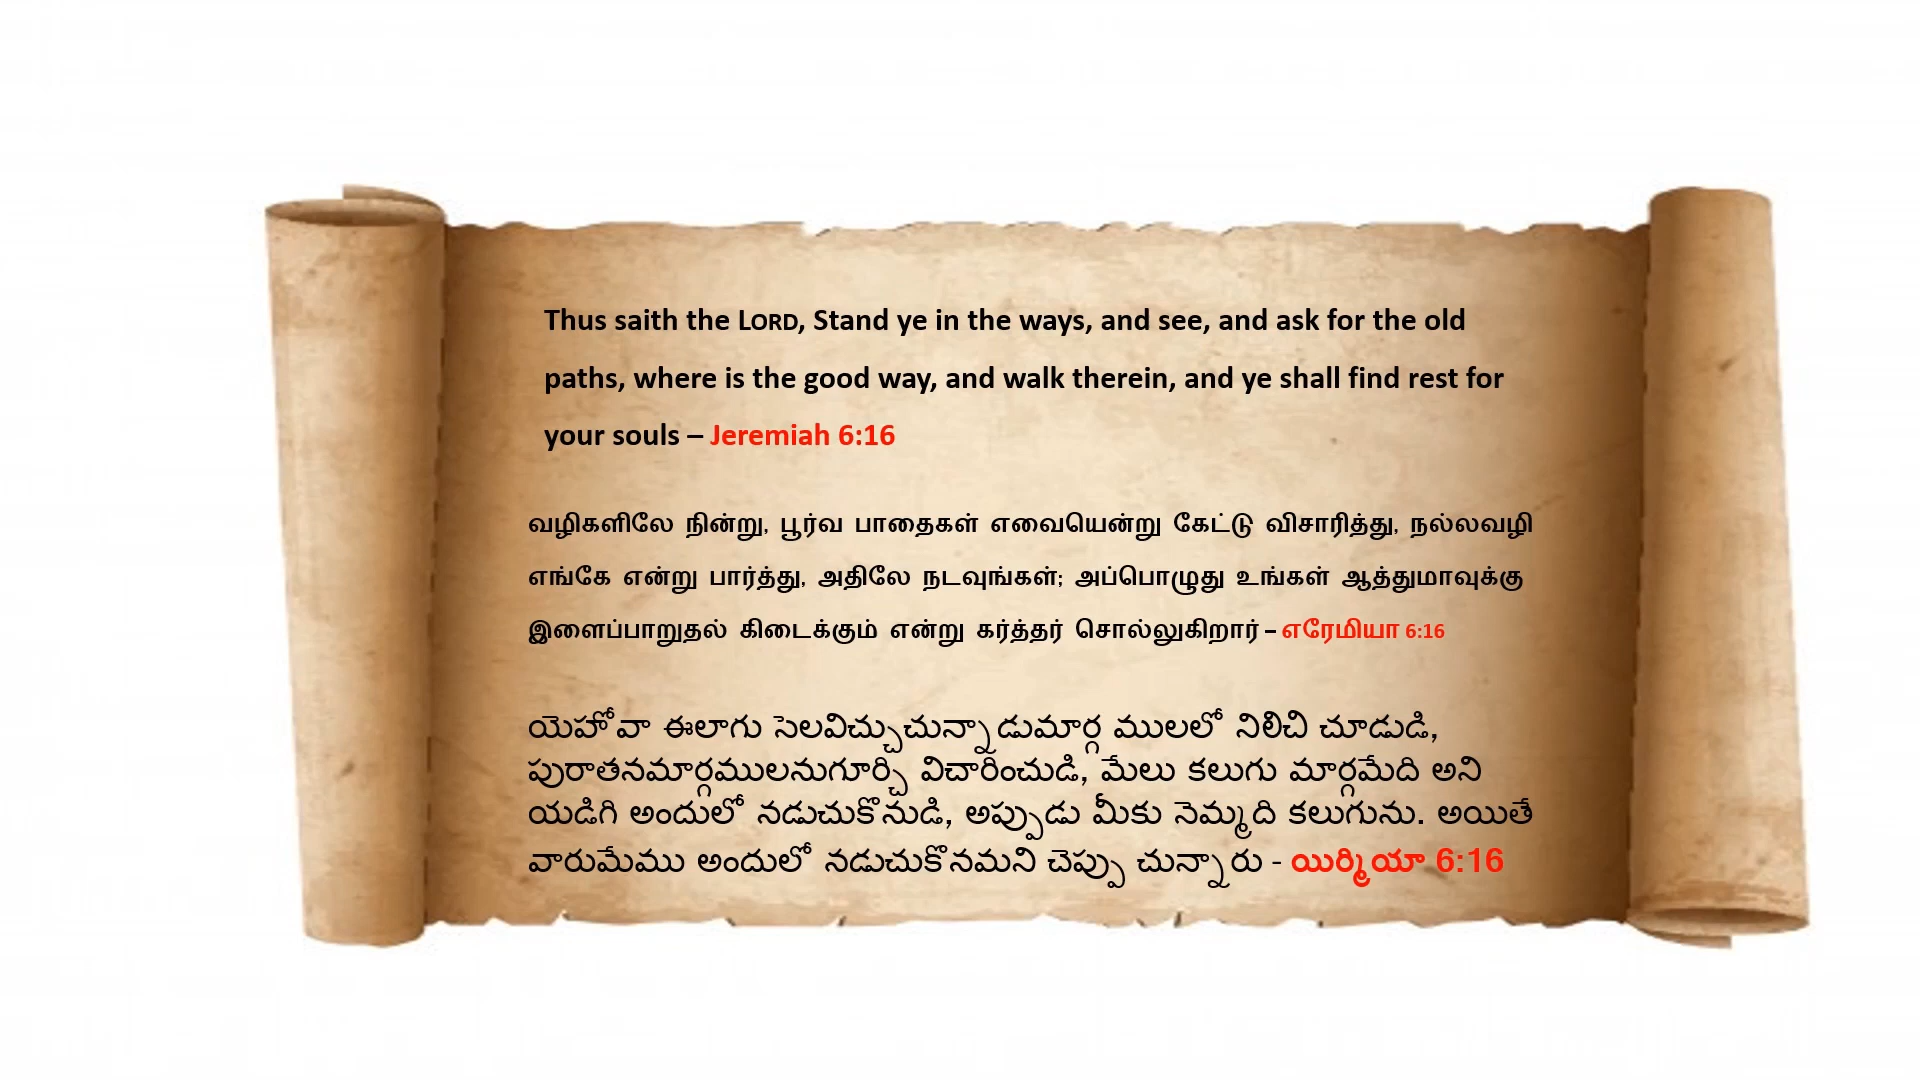 Thus saith the LORD, Stand ye in the ways, and see, and ask for the old
paths, where is the good way, and walk therein, and ye shall find rest for
your souls – Jeremiah 6:16
வழிகளிலே நின்று, பூர்வ பாதைகள் எவையென்று கேட்டு விசாரித்து, நல்லவழி
எங்கே என்று பார்த்து, அதிலே நடவுங்கள்; அப்பொழுது உங்கள் ஆத்துமாவுக்கு
இளைப்பாறுதல் கிடைக்கும் என்று கர்த்தர் சொல்லுகிறார் – எரேமியா 6:16
యెహోవా ఈలాగు సెలవిచ్చుచున్నాడుమార్గ ములలో నిలిచి చూడుడి,
పురాతనమార్గములనుగూర్చి విచారించుడి, మేలు కలుగు మార్గమేది అని
యడిగి అందులో నడుచుకొనుడి, అప్పుడు మీకు నెమ్మది కలుగును. అయితే
వారుమేము అందులో నడుచుకొనమని చెప్పు చున్నారు - యిర్మియా 6:16